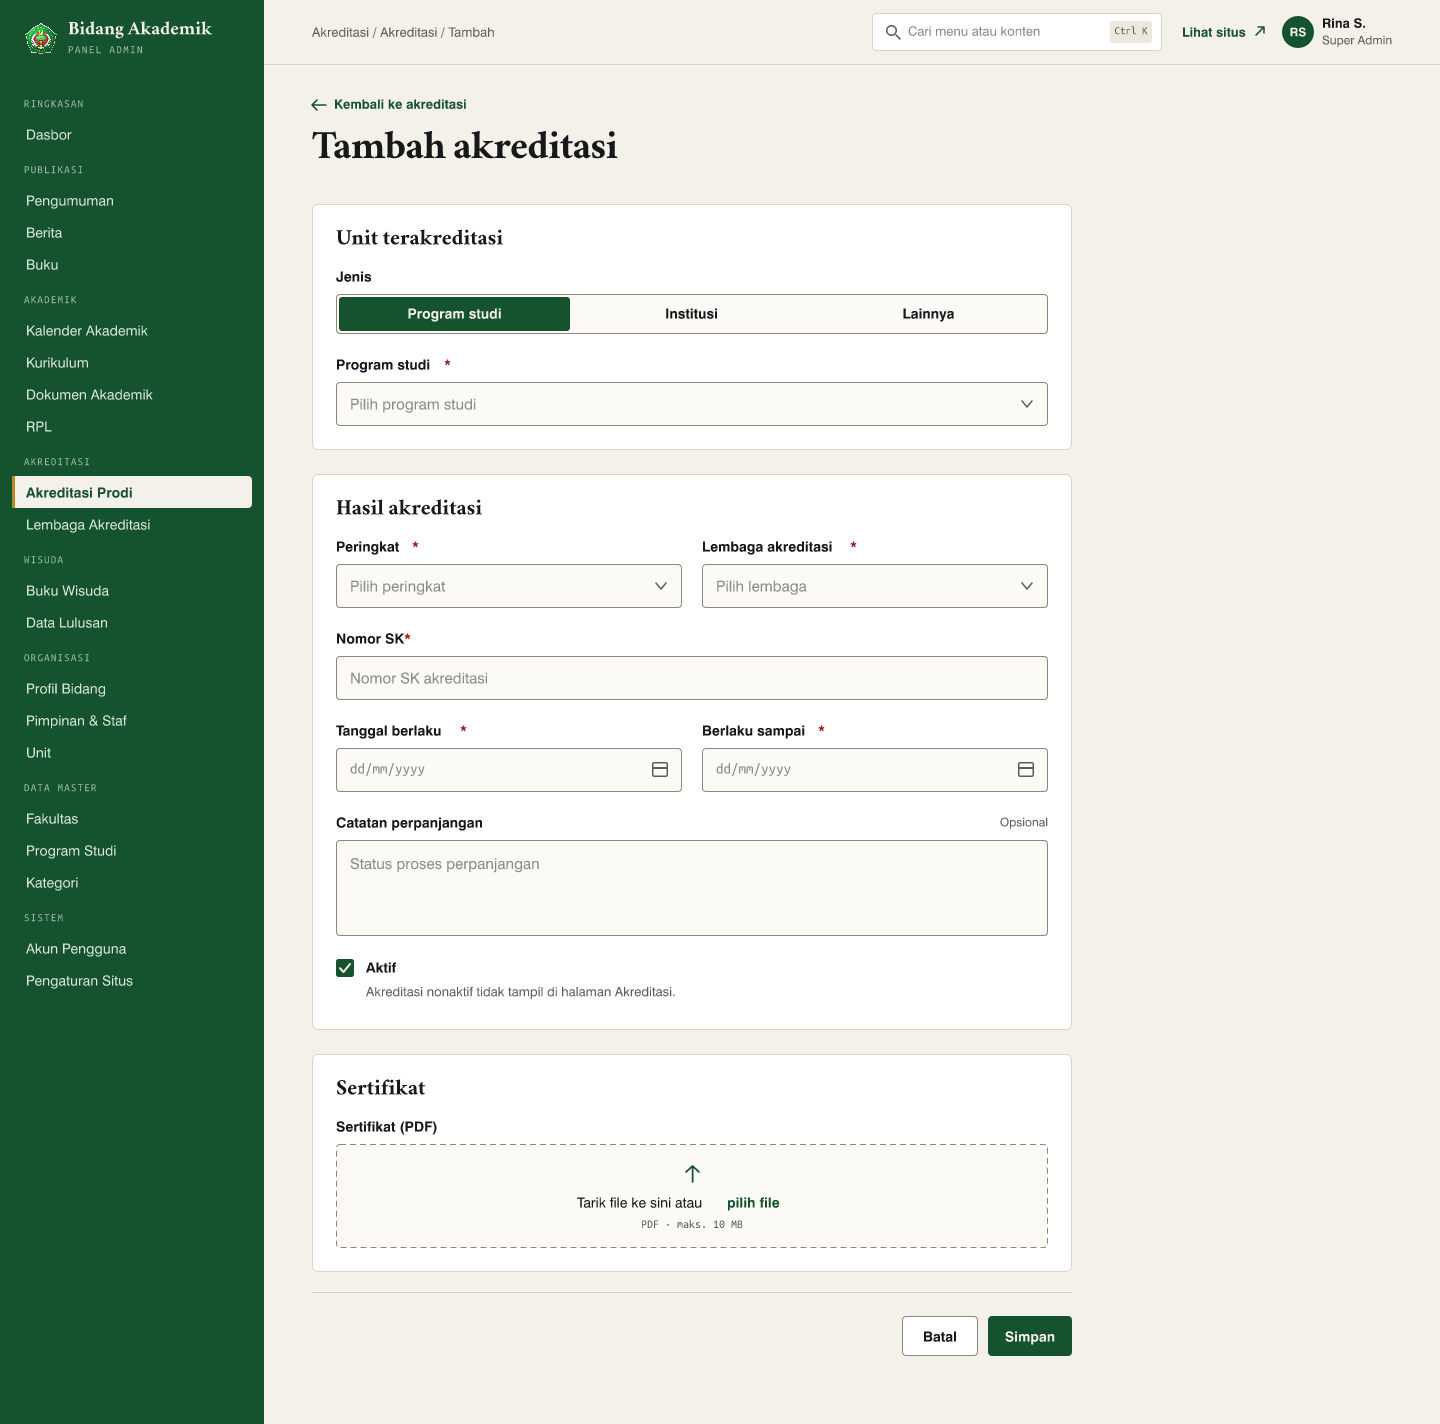 Bidang Akademik
PANEL ADMIN
RINGKASAN
Dasbor
PUBLIKASI
Pengumuman
Berita
Buku
AKADEMIK
Kalender Akademik
Kurikulum
Dokumen Akademik
RPL
AKREDITASI
Akreditasi Prodi
Lembaga Akreditasi
WISUDA
Buku Wisuda
Data Lulusan
ORGANISASI
Profil Bidang
Pimpinan & Staf
Unit
DATA MASTER
Fakultas
Program Studi
Kategori
SISTEM
Akun Pengguna
Pengaturan Situs
Akreditasi / Akreditasi / Tambah
Cari menu atau konten Ctrl K
Lihat situs
RS
Rina S.
Super Admin
Kembali ke akreditasi
Tambah akreditasi
Unit terakreditasi
Jenis
Program studi Institusi Lainnya
Program studi *
Pilih program studi
Hasil akreditasi
Peringkat * Lembaga akreditasi *
Pilih peringkat Pilih lembaga
Nomor SK*
Nomor SK akreditasi
Tanggal berlaku * Berlaku sampai *
dd/mm/yyyy dd/mm/yyyy
Catatan perpanjangan Opsional
Status proses perpanjangan
Aktif
Akreditasi nonaktif tidak tampil di halaman Akreditasi.
Sertifikat
Sertifikat (PDF)
Tarik file ke sini atau pilih file
PDF · maks. 10 MB
Batal Simpan